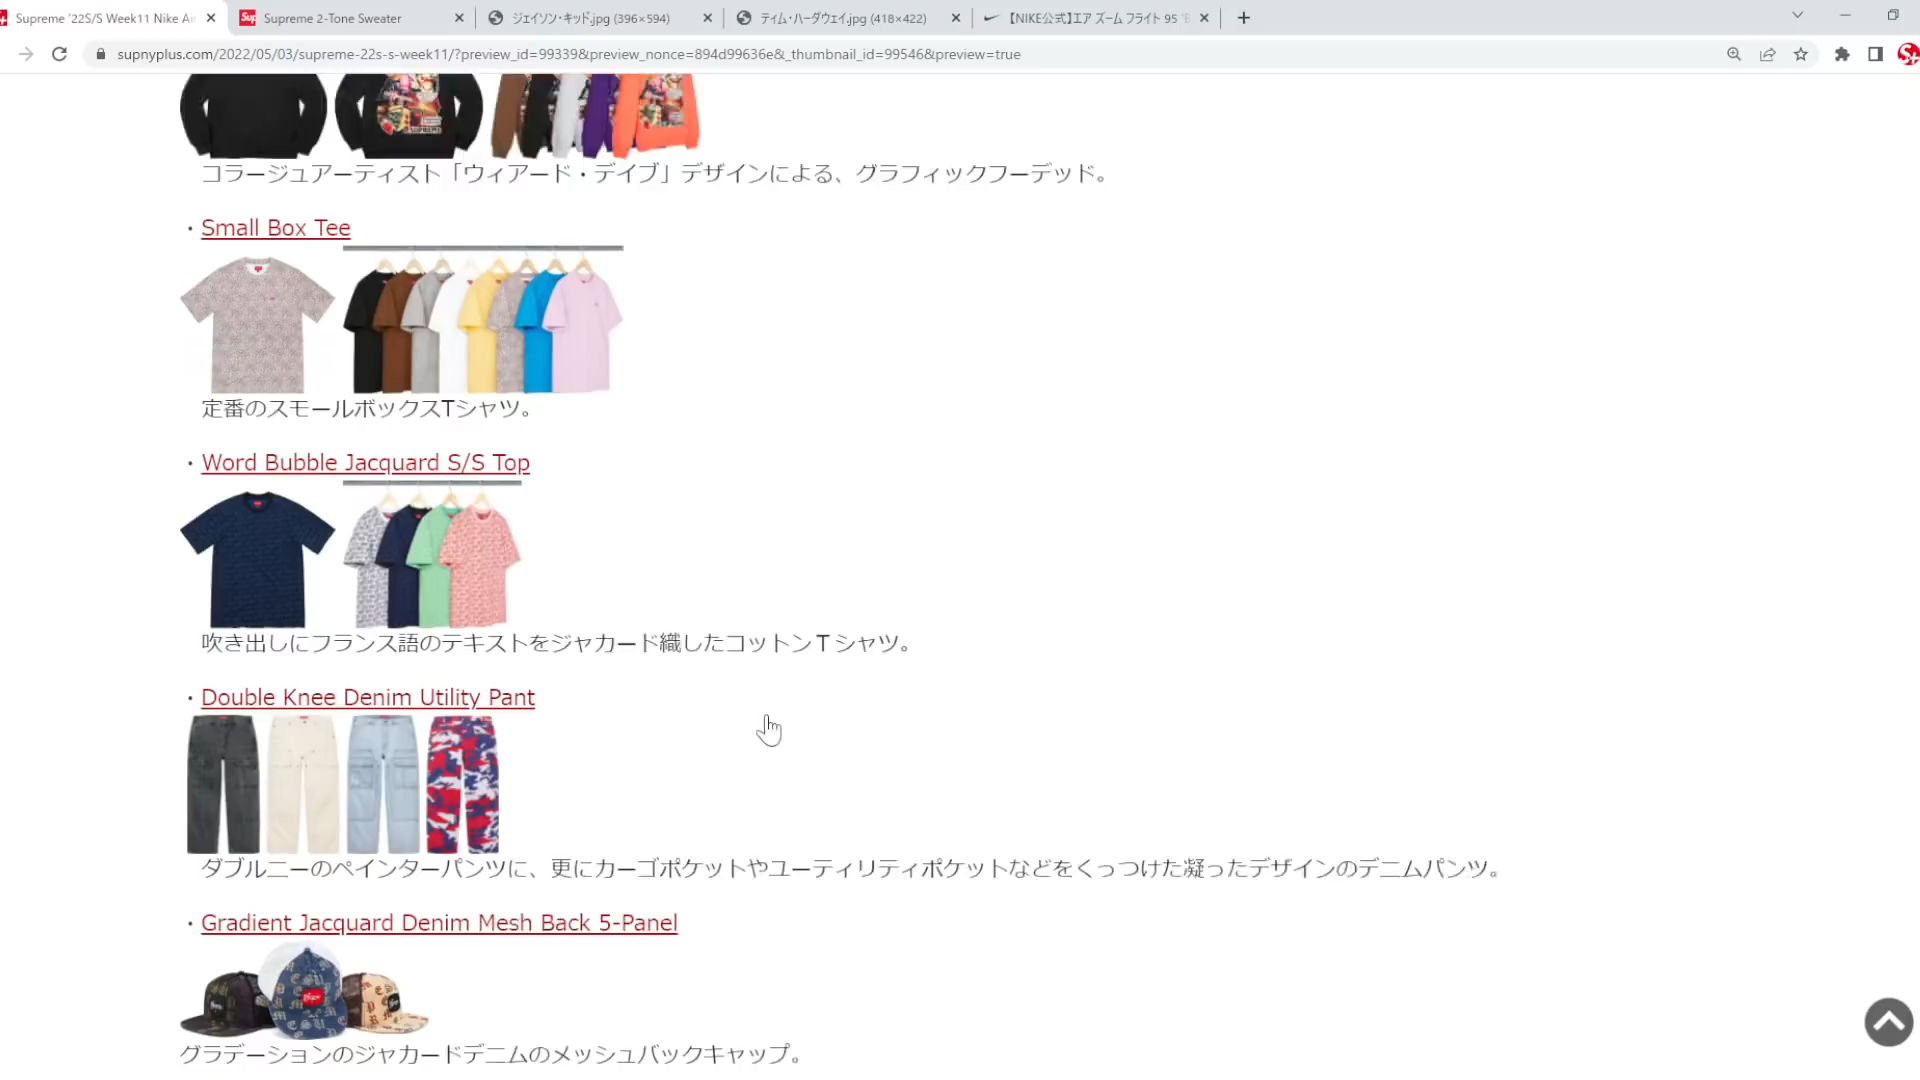 Supreme '22S/S Week11 Nike Air
Supreme 2-Tone Sweater
ジェイソン・キッド.jpg (396×594)
ティム・ハーダウェイ.jpg (418×422)
【NIKE公式】エア ズーム フライト 95
supnyplus.com/2022/05/03/supreme-22s-s-week11/?preview_id=99339&preview_nonce=894d99636e&_thumbnail_id=99546&preview=true
コラージュアーティスト「ウィアード・デイブ」デザインによる、グラフィックフーデッド。
・Small Box Tee
定番のスモールボックスTシャツ。
・Word Bubble Jacquard S/S Top
吹き出しにフランス語のテキストをジャカード織したコットンＴシャツ。
・Double Knee Denim Utility Pant
ダブルニーのペインターパンツに、更にカーゴポケットやユーティリティポケットなどをくっつけた凝ったデザインのデニムパンツ。
・Gradient Jacquard Denim Mesh Back 5-Panel
グラデーションのジャカードデニムのメッシュバックキャップ。